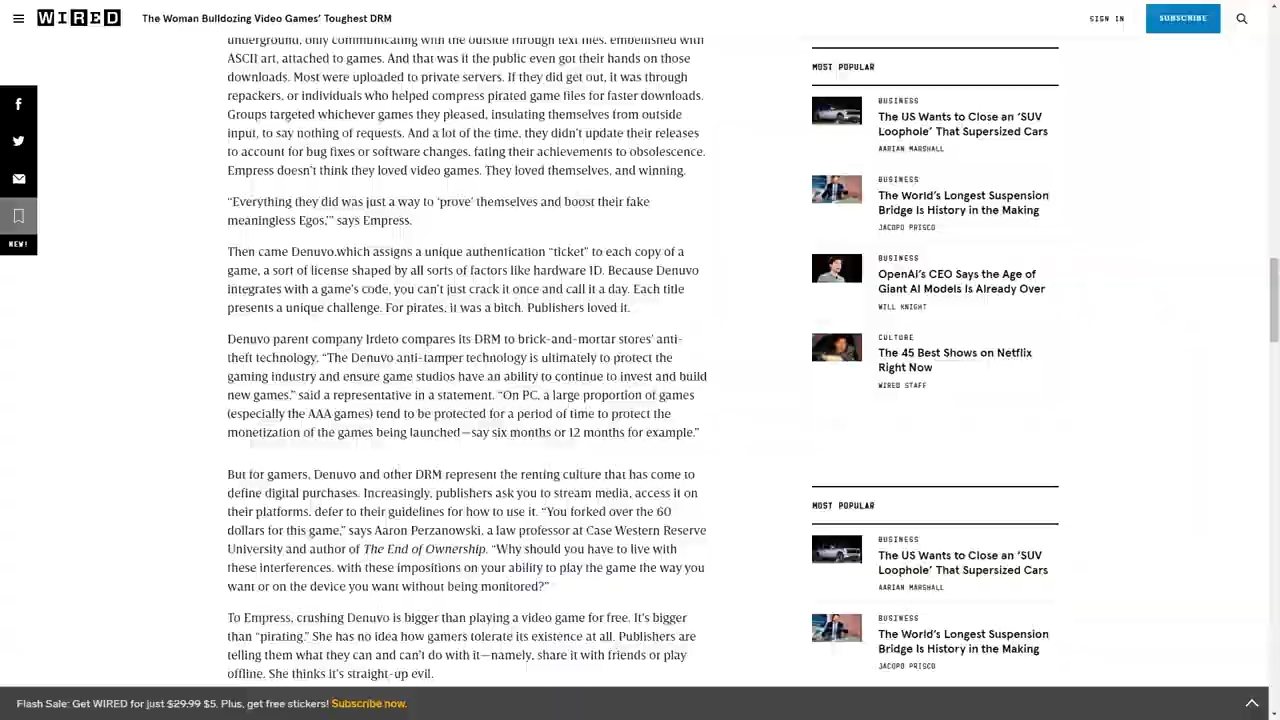 WIRED
The Woman Bulldozing Video Games' Toughest DRM
SIGN IN
SUBSCRIBE
underground, only communicating with the outside through text files, embellished with
ASCII art, attached to games. And that was if the public even got their hands on those
downloads. Most were uploaded to private servers. If they did get out, it was through
repackers, or individuals who helped compress pirated game files for faster downloads.
Groups targeted whichever games they pleased, insulating themselves from outside
input, to say nothing of requests. And a lot of the time, they didn't update their releases
to account for bug fixes or software changes, fating their achievements to obsolescence.
Empress doesn't think they loved video games. They loved themselves, and winning.
“Everything they did was just a way to ‘prove’ themselves and boost their fake
meaningless Egos,’” says Empress.
Then came Denuvo,which assigns a unique authentication “ticket” to each copy of a
game, a sort of license shaped by all sorts of factors like hardware ID. Because Denuvo
integrates with a game's code, you can't just crack it once and call it a day. Each title
presents a unique challenge. For pirates, it was a bitch. Publishers loved it.
Denuvo parent company Irdeto compares its DRM to brick-and-mortar stores' anti-
theft technology. “The Denuvo anti-tamper technology is ultimately to protect the
gaming industry and ensure game studios have an ability to continue to invest and build
new games,” said a representative in a statement. “On PC, a large proportion of games
(especially the AAA games) tend to be protected for a period of time to protect the
monetization of the games being launched—say six months or 12 months for example.”
But for gamers, Denuvo and other DRM represent the renting culture that has come to
define digital purchases. Increasingly, publishers ask you to stream media, access it on
their platforms, defer to their guidelines for how to use it. “You forked over the 60
dollars for this game,” says Aaron Perzanowski, a law professor at Case Western Reserve
University and author of The End of Ownership. “Why should you have to live with
these interferences, with these impositions on your ability to play the game the way you
want or on the device you want without being monitored?”
To Empress, crushing Denuvo is bigger than playing a video game for free. It's bigger
than “pirating.” She has no idea how gamers tolerate its existence at all. Publishers are
telling them what they can and can't do with it—namely, share it with friends or play
offline. She thinks it's straight-up evil.
NEW!
MOST POPULAR
BUSINESS
The US Wants to Close an ‘SUV
Loophole’ That Supersized Cars
AARIAN MARSHALL
BUSINESS
The World's Longest Suspension
Bridge Is History in the Making
JACOPO PRISCO
BUSINESS
OpenAI's CEO Says the Age of
Giant AI Models Is Already Over
WILL KNIGHT
CULTURE
The 45 Best Shows on Netflix
Right Now
WIRED STAFF
MOST POPULAR
BUSINESS
The US Wants to Close an ‘SUV
Loophole’ That Supersized Cars
AARIAN MARSHALL
BUSINESS
The World's Longest Suspension
Bridge Is History in the Making
JACOPO PRISCO
Flash Sale: Get WIRED for just $29.99 $5. Plus, get free stickers! Subscribe now.